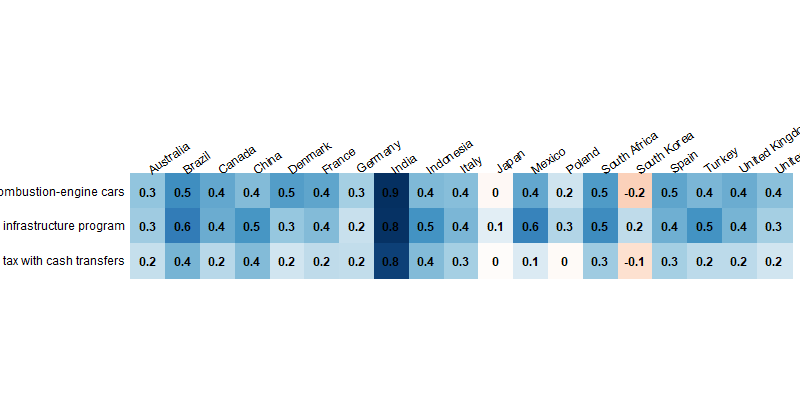 Australia Brazil Canada China Denmark France Germany India Indonesia Italy Japan Mexico Poland South Africa South Korea Spain Turkey United Kingdo Unite
ombustion-engine cars 0.3 0.5 0.4 0.4 0.5 0.4 0.3 0.9 0.4 0.4 0 0.4 0.2 0.5 -0.2 0.5 0.4 0.4 0.4
infrastructure program 0.3 0.6 0.4 0.5 0.3 0.4 0.2 0.8 0.5 0.4 0.1 0.6 0.3 0.5 0.2 0.4 0.5 0.4 0.3
tax with cash transfers 0.2 0.4 0.2 0.4 0.2 0.2 0.2 0.8 0.4 0.3 0 0.1 0 0.3 -0.1 0.3 0.2 0.2 0.2